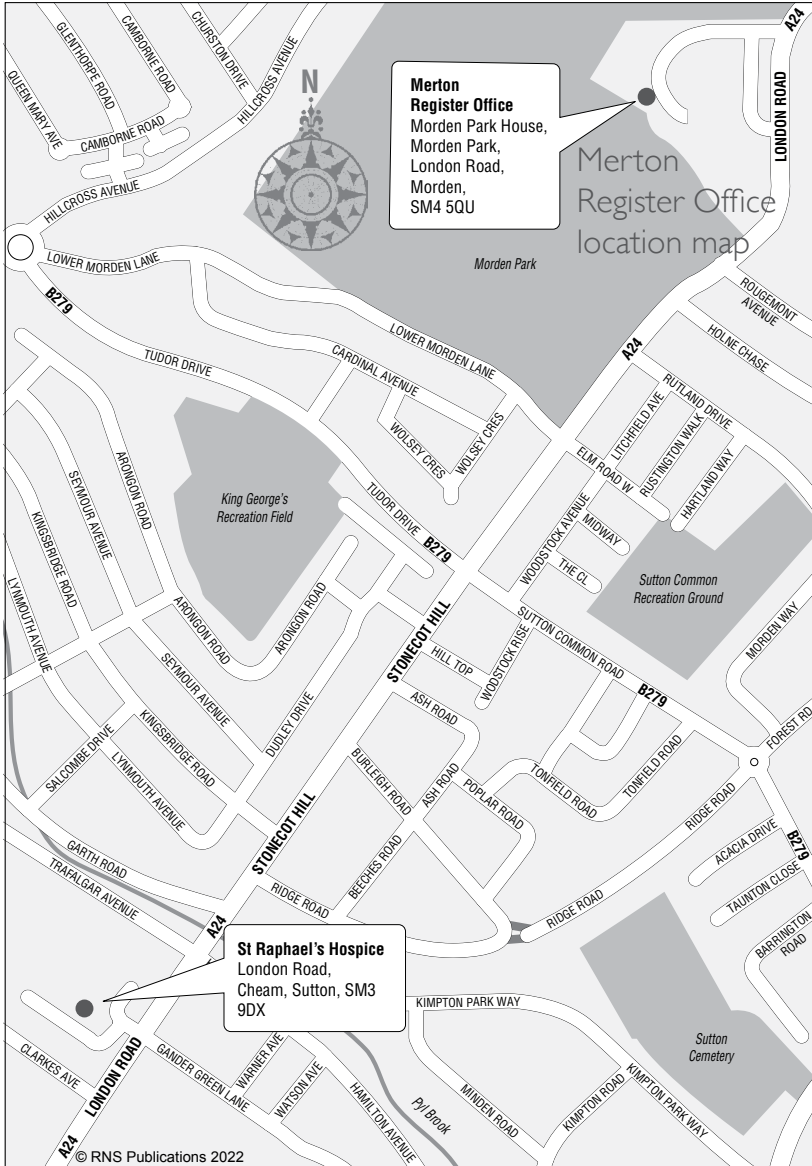 A24
GLENTHORPE ROAD
CAMBORNE ROAD
CHURSTON DRIVE
HILLCROSS AVENUE
QUEEN MARY AVE
CAMBORNE ROAD
HILLCROSS AVENUE
N
Merton
Register Office
Morden Park House,
Morden Park,
London Road,
Morden,
SM4 5QU
LONDON ROAD
Merton
Register Office
location map
Morden Park
LOWER MORDEN LANE
B279
TUDOR DRIVE
LOWER MORDEN LANE
CARDINAL AVENUE
A24
ROUGEMONT
AVENUE
HOLNE CHASE
RUTLAND DRIVE
LITCHFIELD AVE
RUSTINGTON WALK
HARTLAND WAY
ELM ROAD W
WOLSEY CRES
WOLSEY CRES
ARONGON ROAD
SEYMOUR AVENUE
KINGSBRIDGE ROAD
LYNMOUTH AVENUE
King George's
Recreation Field
TUDOR DRIVE
B279
WOODSTOCK AVENUE
MIDWAY
THE CL
Sutton Common
Recreation Ground
MORDEN WAY
ARONGON ROAD
ARONGON ROAD
STONECOT HILL
SUTTON COMMON ROAD
B279
HILL TOP
WODSTOCK RISE
SEYMOUR AVENUE
DUDLEY DRIVE
ASH ROAD
FOREST RD
SALCOMBE DRIVE
KINGSBRIDGE ROAD
LYNMOUTH AVENUE
BURLEIGH ROAD
ASH ROAD
POPLAR ROAD
TONFIELD ROAD
TONFIELD ROAD
RIDGE ROAD
STONECOT HILL
BEECHES ROAD
ACACIA DRIVE
B279
TAUNTON CLOSE
GARTH ROAD
TRAFALGAR AVENUE
RIDGE ROAD
RIDGE ROAD
BARRINGTON
ROAD
A24
St Raphael's Hospice
London Road,
Cheam, Sutton, SM3
9DX
KIMPTON PARK WAY
Sutton
Cemetery
CLARKES AVE
LONDON ROAD
GANDER GREEN LANE
WARNER AVE
WATSON AVE
HAMILTON AVENUE
Pyl Brook
MINDEN ROAD
KIMPTON ROAD
KIMPTON PARK WAY
A24
© RNS Publications 2022